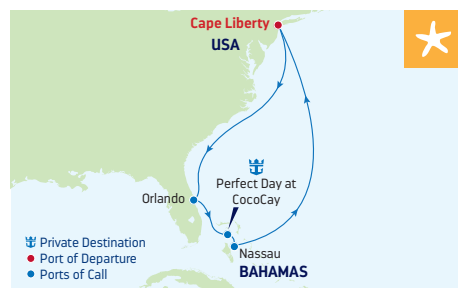 Cape Liberty
USA
Perfect Day at
CocoCay
Orlando
Nassau
BAHAMAS
Private Destination
Port of Departure
Ports of Call